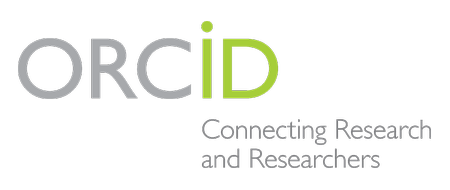 ORCiD
Connecting Research
and Researchers